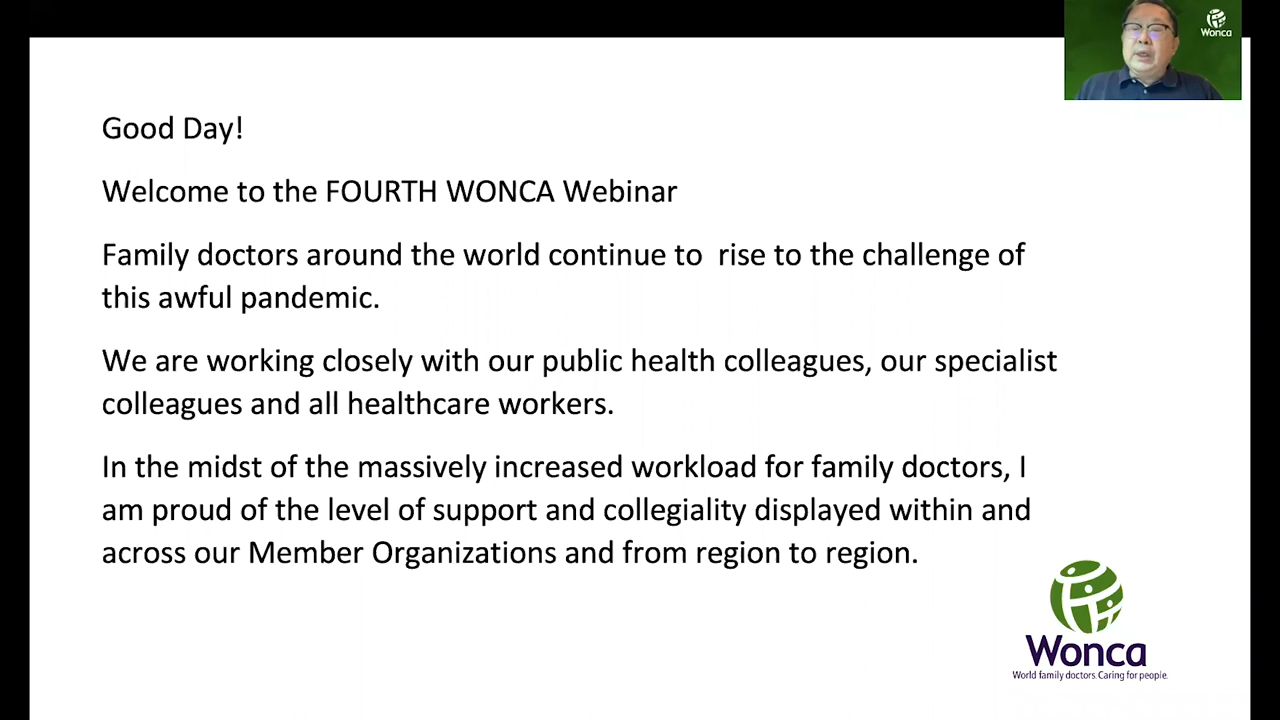 Wonca
Good Day!
Welcome to the FOURTH WONCA Webinar
Family doctors around the world continue to  rise to the challenge of
this awful pandemic.
We are working closely with our public health colleagues, our specialist
colleagues and all healthcare workers.
In the midst of the massively increased workload for family doctors, I
am proud of the level of support and collegiality displayed within and
across our Member Organizations and from region to region.
Wonca
World family doctors. Caring for people.